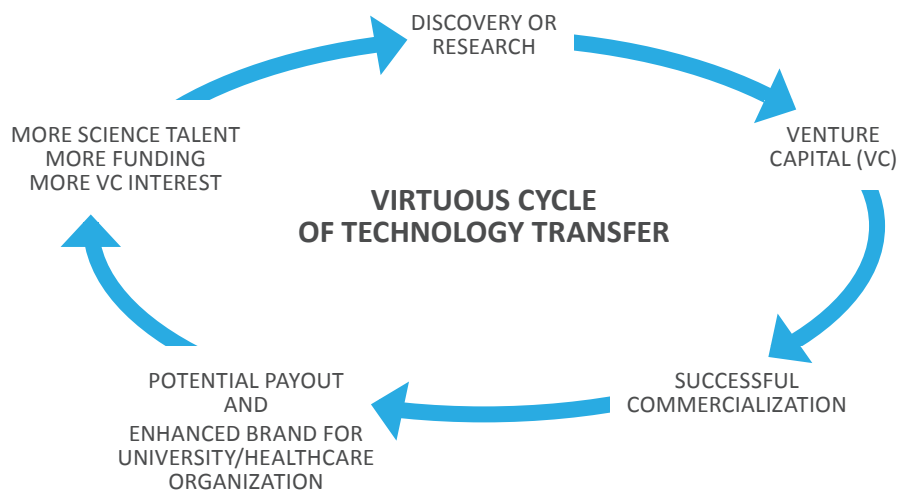 DISCOVERY OR
RESEARCH
VENTURE
CAPITAL (VC)
SUCCESSFUL
COMMERCIALIZATION
POTENTIAL PAYOUT
AND
ENHANCED BRAND FOR
UNIVERSITY/HEALTHCARE
ORGANIZATION
MORE SCIENCE TALENT
MORE FUNDING
MORE VC INTEREST
VIRTUOUS CYCLE
OF TECHNOLOGY TRANSFER